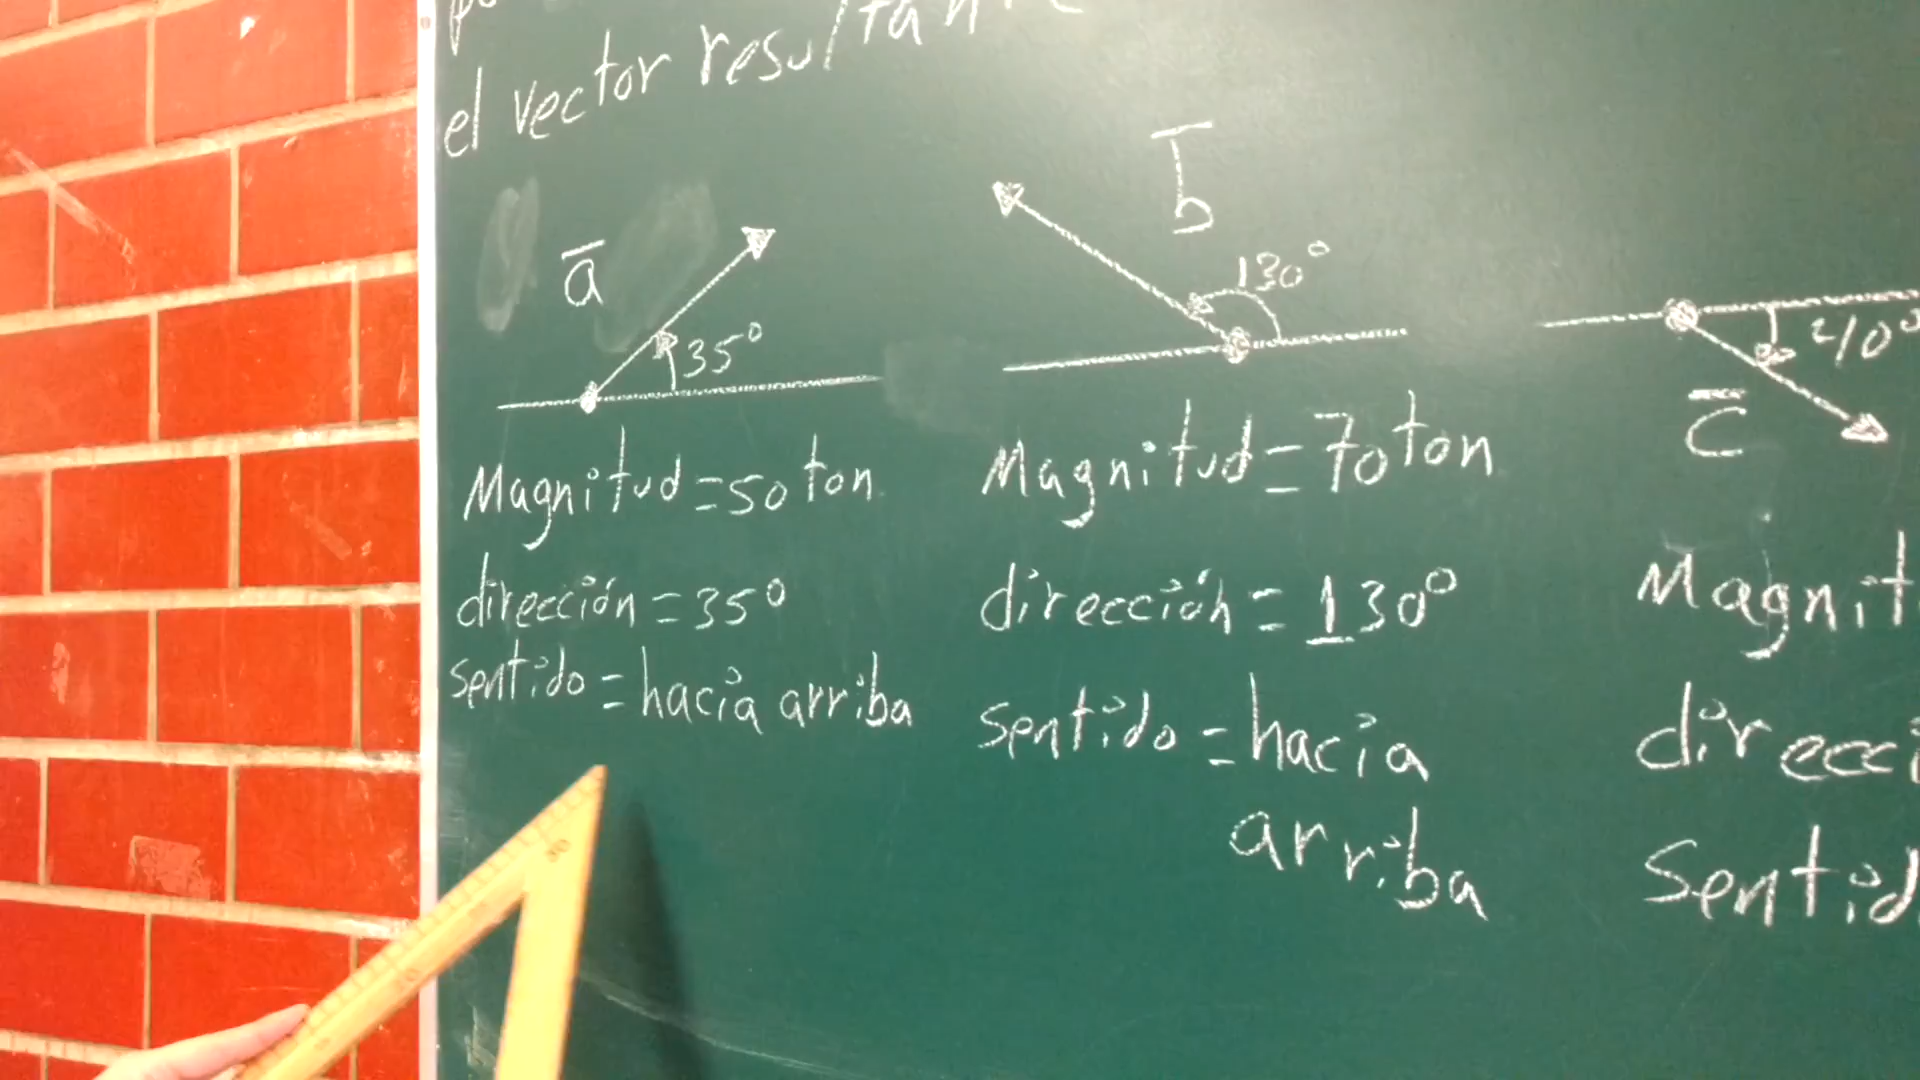 el vector resultante
a
35°
Magnitud = 50 ton
dirección = 35°
sentido = hacia arriba
b
130°
Magnitud = 70 ton
dirección = 130°
sentido = hacia
arriba
40°
c
Magnit
direcci
Sentid